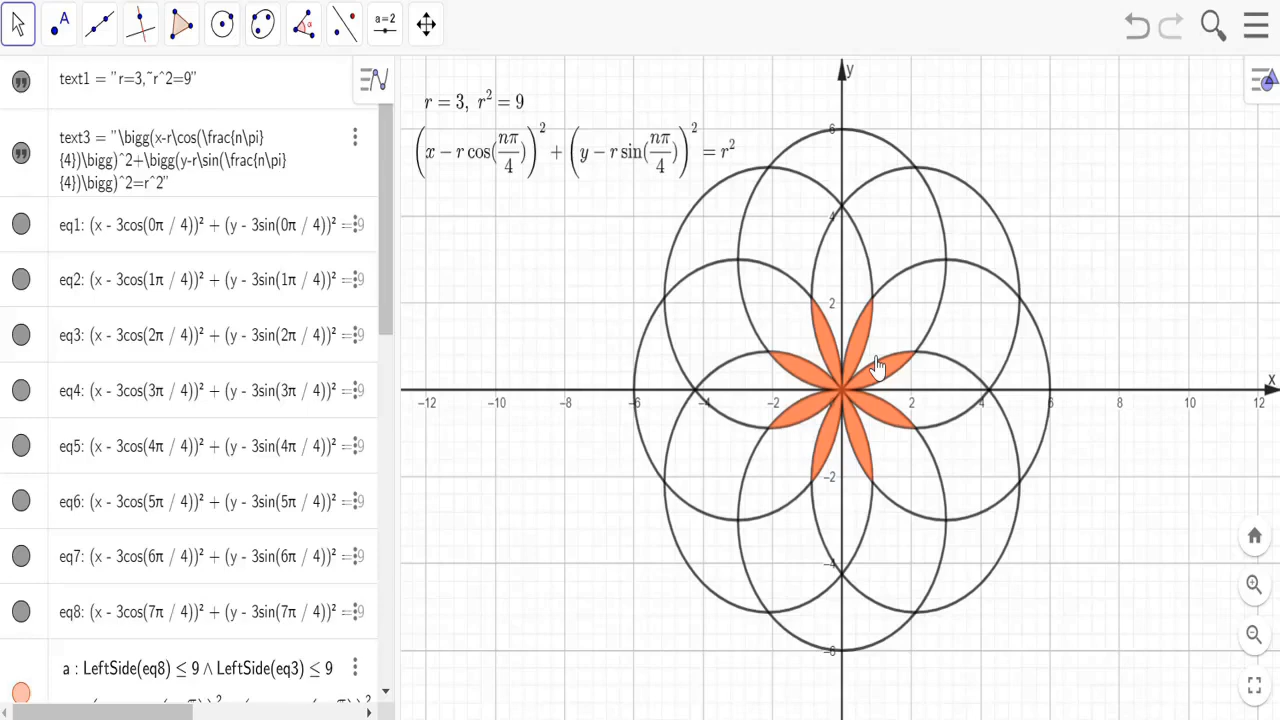 A
a=2
text1 = "r=3,~r^2=9"
text3 = "\bigg(x-r\cos(\frac{n\pi}
{4})\bigg)^2+\bigg(y-r\sin(\frac{n\pi}
{4})\bigg)^2=r^2"
eq1: (x - 3cos(0π / 4))² + (y - 3sin(0π / 4))² = 9
eq2: (x - 3cos(1π / 4))² + (y - 3sin(1π / 4))² = 9
eq3: (x - 3cos(2π / 4))² + (y - 3sin(2π / 4))² = 9
eq4: (x - 3cos(3π / 4))² + (y - 3sin(3π / 4))² = 9
eq5: (x - 3cos(4π / 4))² + (y - 3sin(4π / 4))² = 9
eq6: (x - 3cos(5π / 4))² + (y - 3sin(5π / 4))² = 9
eq7: (x - 3cos(6π / 4))² + (y - 3sin(6π / 4))² = 9
eq8: (x - 3cos(7π / 4))² + (y - 3sin(7π / 4))² = 9
a : LeftSide(eq8) ≤ 9 ∧ LeftSide(eq3) ≤ 9
r = 3, r² = 9
(x − r cos(nπ/4))² + (y − r sin(nπ/4))² = r²
y
6
4
2
−2
−4
−6
x
−12 −10 −8 −6 −4 −2 2 4 6 8 10 12